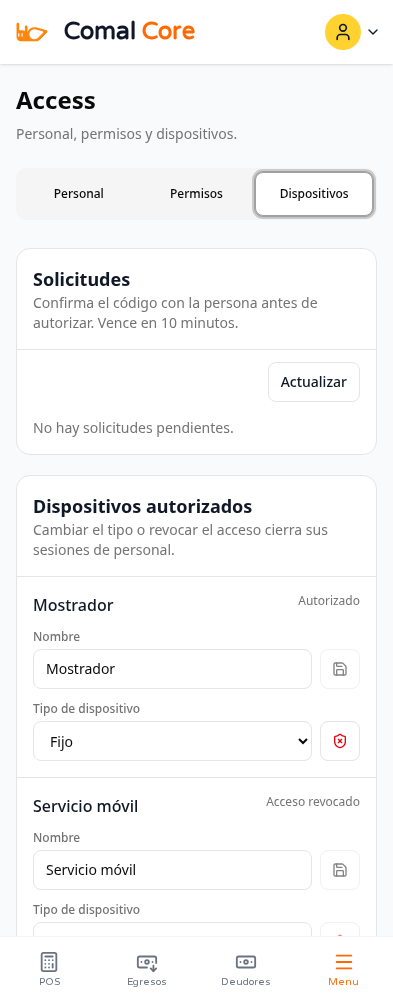 Comal Core
Access
Personal, permisos y dispositivos.
Personal
Permisos
Dispositivos
Solicitudes
Confirma el código con la persona antes de
autorizar. Vence en 10 minutos.
Actualizar
No hay solicitudes pendientes.
Dispositivos autorizados
Cambiar el tipo o revocar el acceso cierra sus
sesiones de personal.
Mostrador
Autorizado
Nombre
Mostrador
Tipo de dispositivo
Fijo
Servicio móvil
Acceso revocado
Nombre
Servicio móvil
Tipo de dispositivo
POS
Egresos
Deudores
Menu